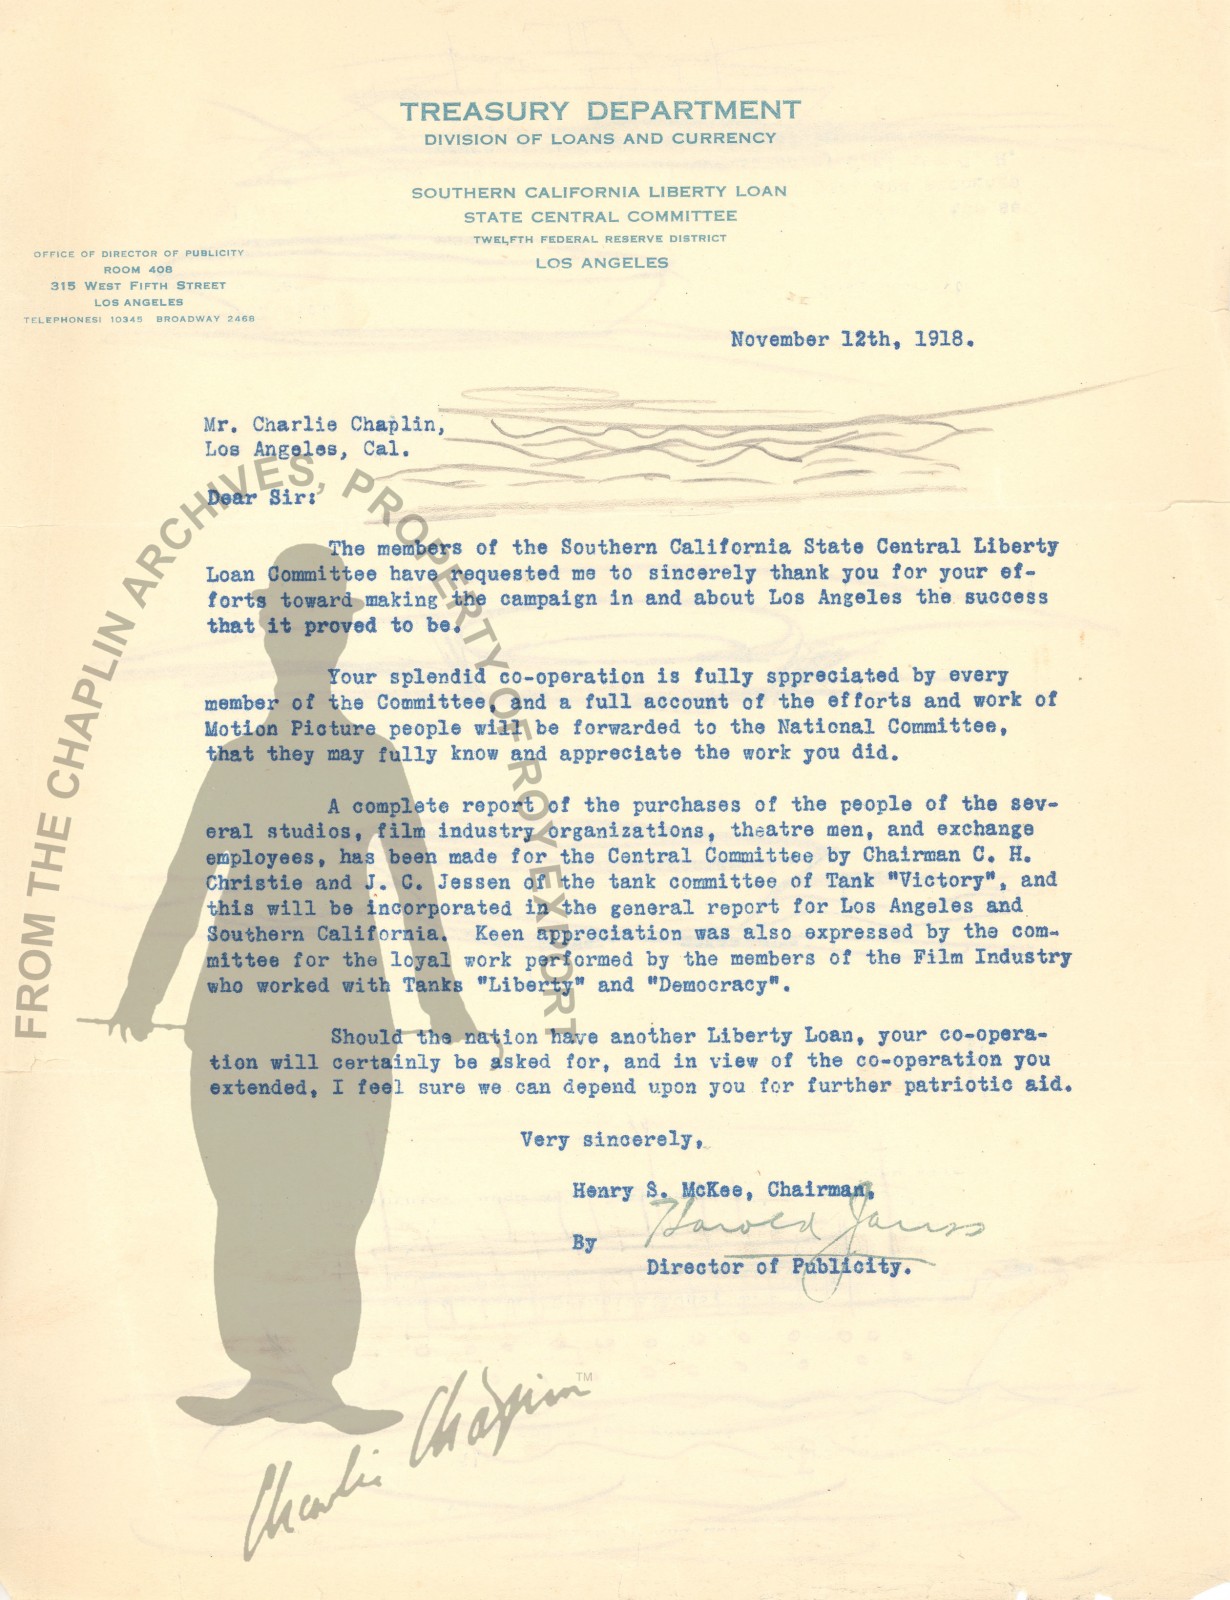 TREASURY DEPARTMENT
DIVISION OF LOANS AND CURRENCY
SOUTHERN CALIFORNIA LIBERTY LOAN
STATE CENTRAL COMMITTEE
TWELFTH FEDERAL RESERVE DISTRICT
LOS ANGELES
OFFICE OF DIRECTOR OF PUBLICITY
ROOM 408
315 WEST FIFTH STREET
LOS ANGELES
TELEPHONES: 10345 BROADWAY 2468
November 12th, 1918.
Mr. Charlie Chaplin,
Los Angeles, Cal.
Dear Sir:
The members of the Southern California State Central Liberty
Loan Committee have requested me to sincerely thank you for your ef-
forts toward making the campaign in and about Los Angeles the success
that it proved to be.
Your splendid co-operation is fully sppreciated by every
member of the Committee, and a full account of the efforts and work of
Motion Picture people will be forwarded to the National Committee,
that they may fully know and appreciate the work you did.
A complete report of the purchases of the people of the sev-
eral studios, film industry organizations, theatre men, and exchange
employees, has been made for the Central Committee by Chairman C. H.
Christie and J. C. Jessen of the tank committee of Tank "Victory", and
this will be incorporated in the general report for Los Angeles and
Southern California. Keen appreciation was also expressed by the com-
mittee for the loyal work performed by the members of the Film Industry
who worked with Tanks "Liberty" and "Democracy".
Should the nation have another Liberty Loan, your co-opera-
tion will certainly be asked for, and in view of the co-operation you
extended, I feel sure we can depend upon you for further patriotic aid.
Very sincerely,
Henry S. McKee, Chairman,
By Harold Janss
Director of Publicity.
FROM THE CHAPLIN ARCHIVES, PROPERTY OF ROY EXPORT
Charlie Chaplin TM